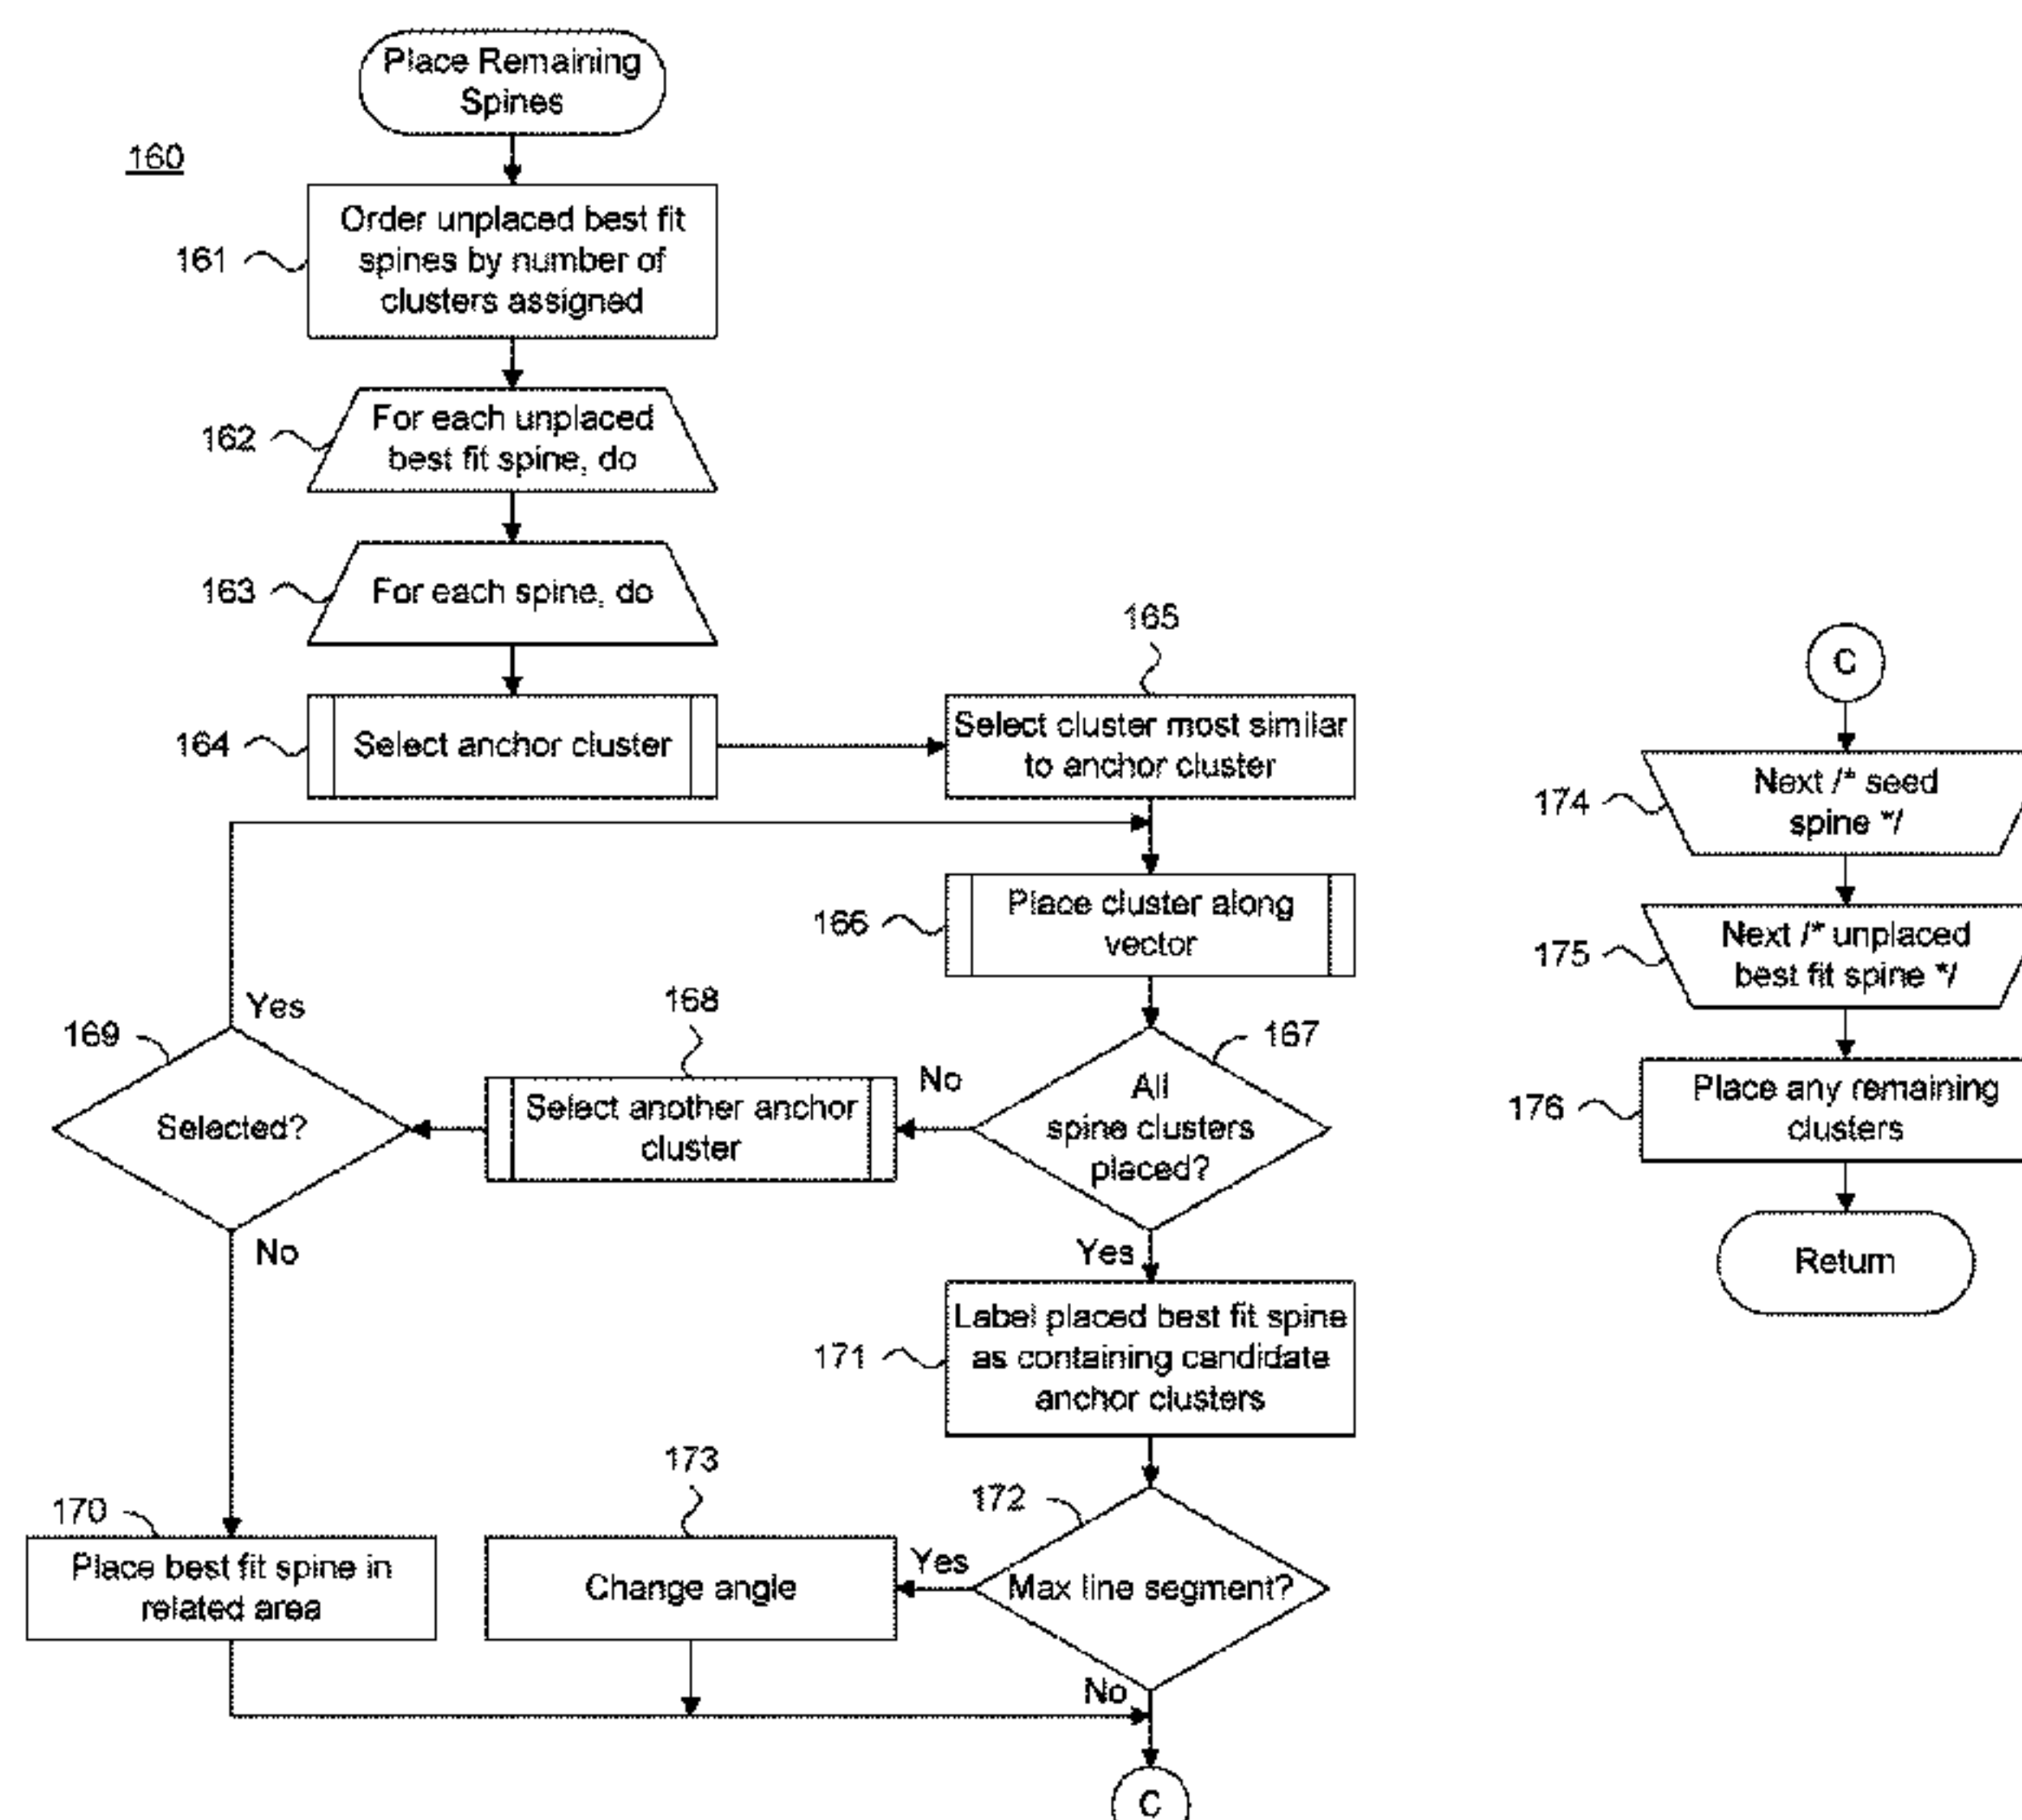 Place Remaining
Spines
160
161
Order unplaced best fit
spines by number of
clusters assigned
162
For each unplaced
best fit spine, do
163
For each spine, do
164
Select anchor cluster
165
Select cluster most similar
to anchor cluster
166
Place cluster along
vector
167
All
spine clusters
placed?
No
168
Select another anchor
cluster
169
Selected?
Yes
No
170
Place best fit spine in
related area
Yes
171
Label placed best fit spine
as containing candidate
anchor clusters
172
Max line segment?
Yes
173
Change angle
No
C
C
174
Next /* seed
spine */
175
Next /* unplaced
best fit spine */
176
Place any remaining
clusters
Return